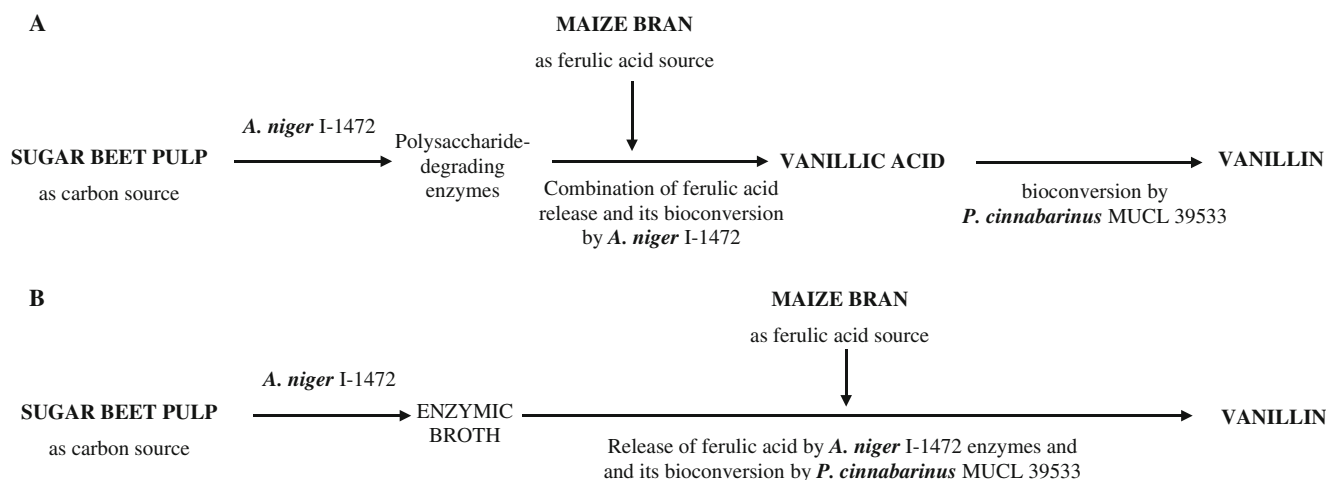 A
MAIZE BRAN
as ferulic acid source
A. niger I-1472
SUGAR BEET PULP
as carbon source
Polysaccharide-
degrading
enzymes
Combination of ferulic acid
release and its bioconversion
by A. niger I-1472
VANILLIC ACID
bioconversion by
P. cinnabarinus MUCL 39533
VANILLIN
B
MAIZE BRAN
as ferulic acid source
A. niger I-1472
SUGAR BEET PULP
as carbon source
ENZYMIC
BROTH
Release of ferulic acid by A. niger I-1472 enzymes and
and its bioconversion by P. cinnabarinus MUCL 39533
VANILLIN